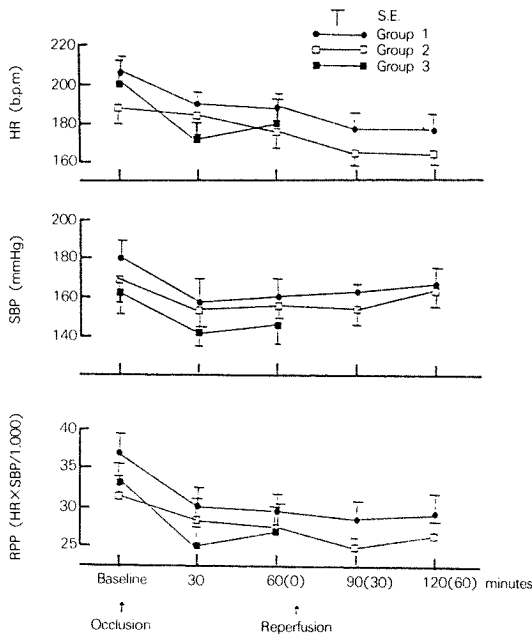 S.E.
Group 1
Group 2
Group 3
HR (b.p.m)
220
200
180
160
SBP (mmHg)
200
180
160
140
RPP (HR×SBP/1,000)
40
35
30
25
Baseline 30 60(0) 90(30) 120(60) minutes
↑ ↑
Occlusion Reperfusion